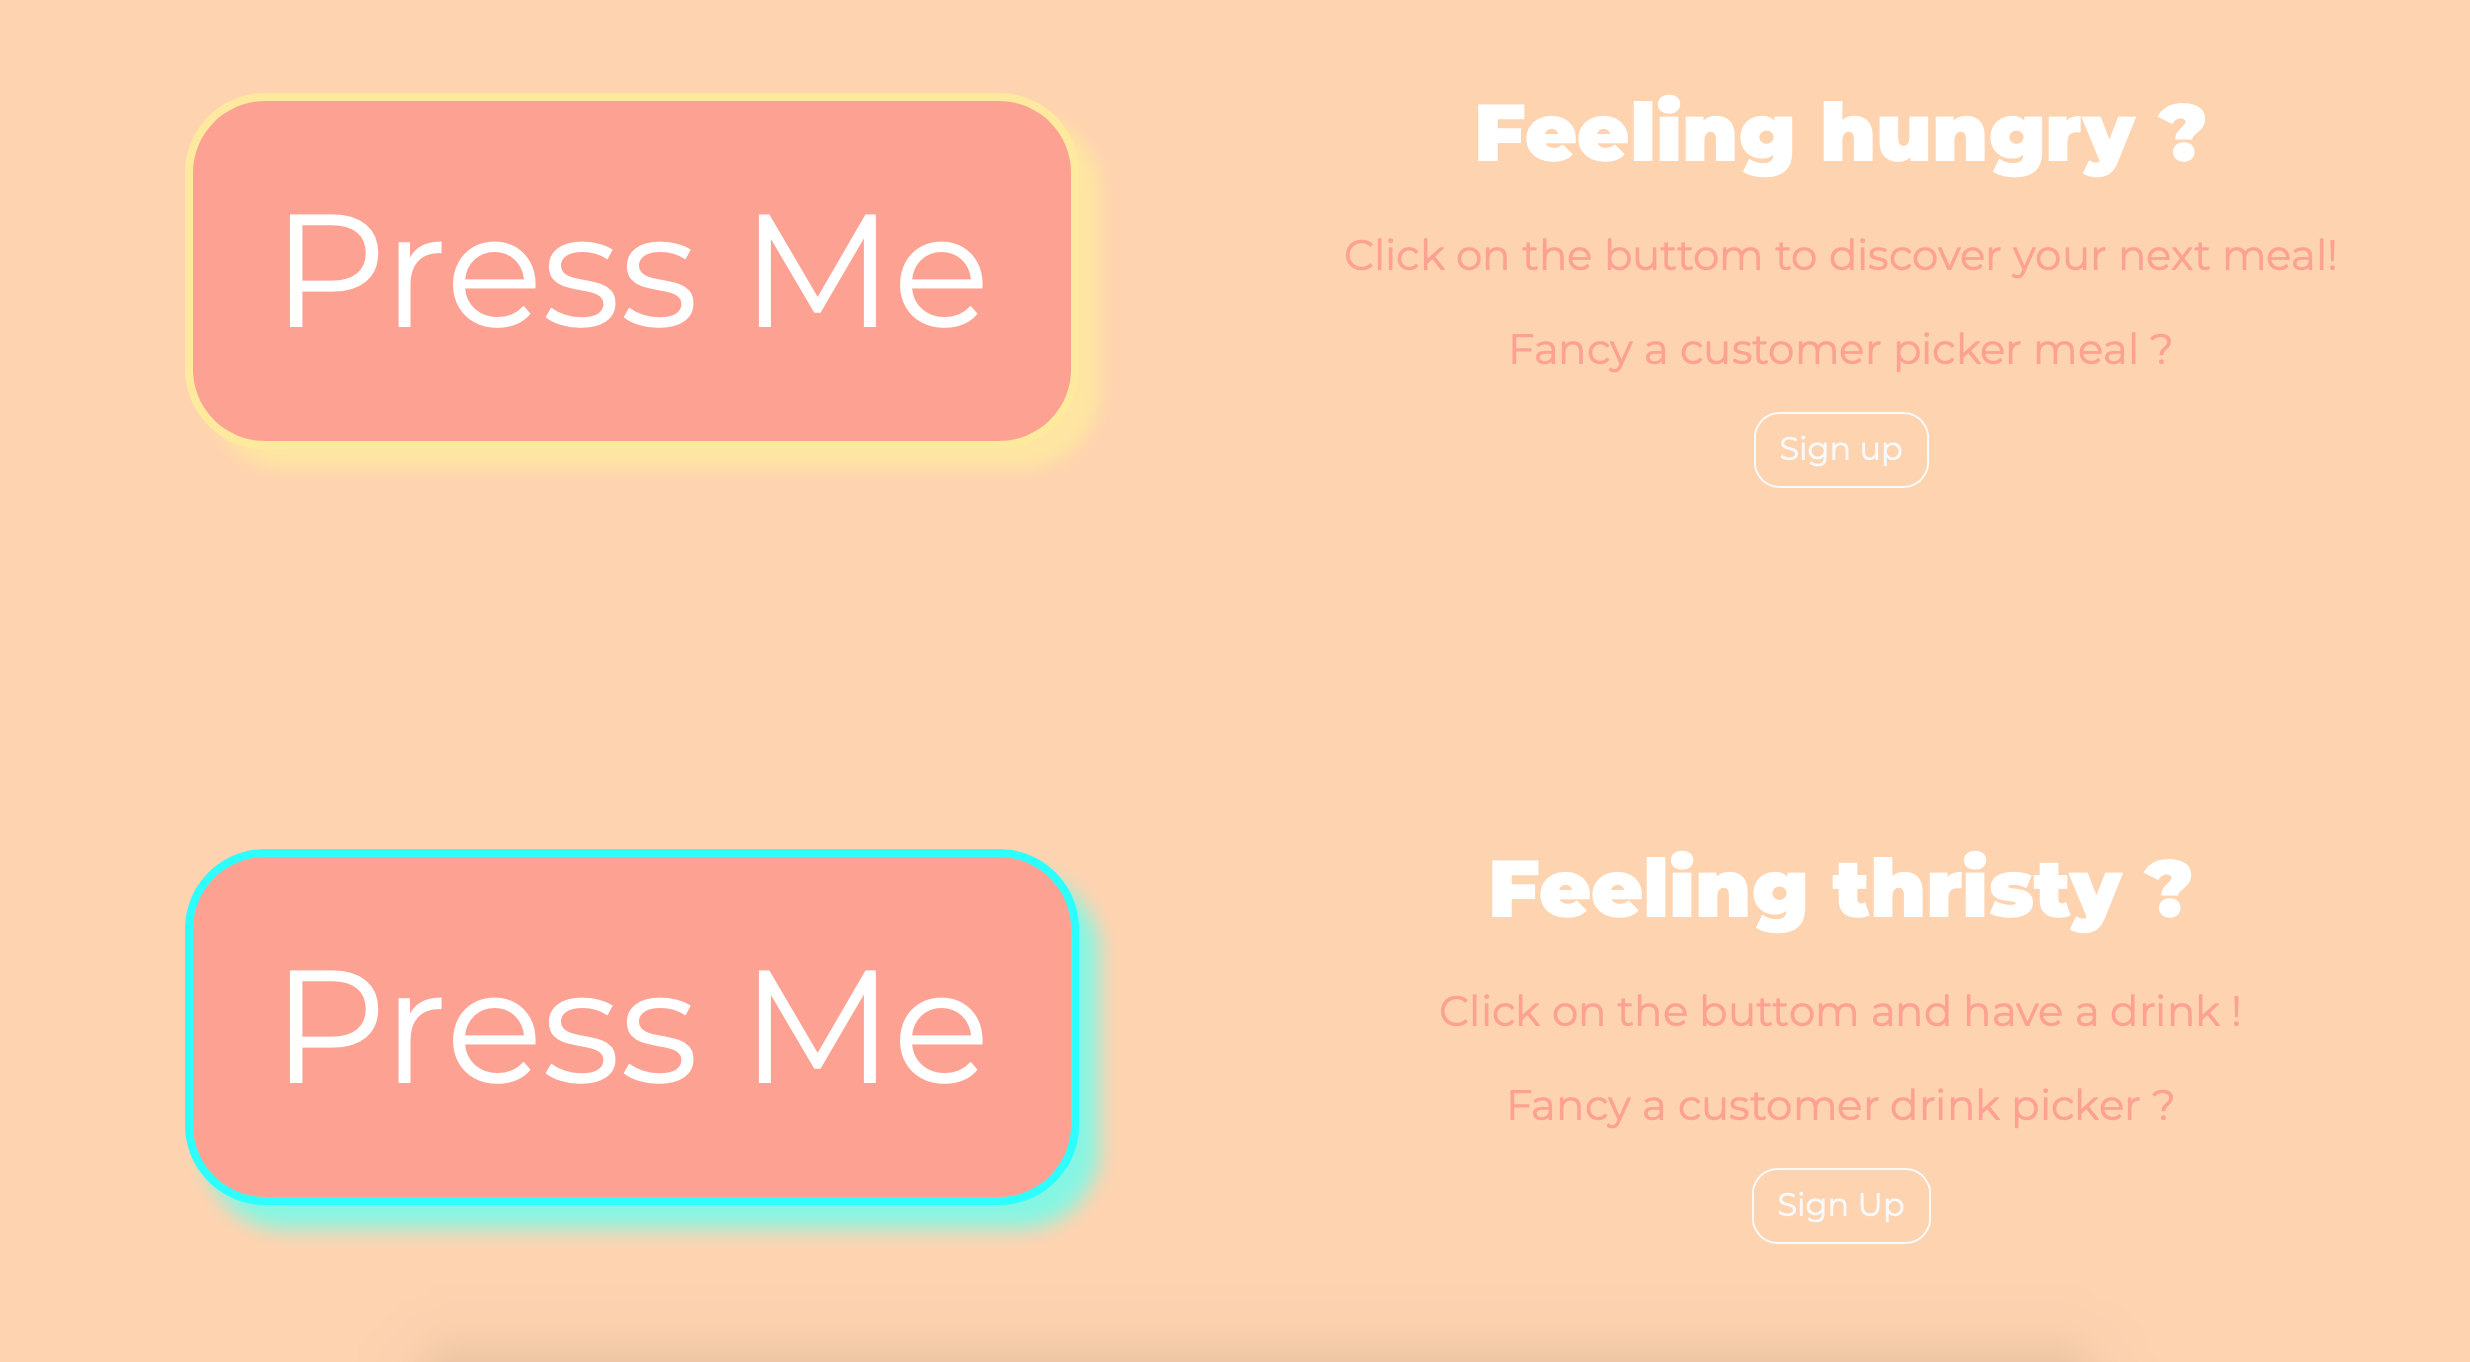 Press Me
Feeling hungry ?
Click on the buttom to discover your next meal!
Fancy a customer picker meal ?
Sign up
Press Me
Feeling thristy ?
Click on the buttom and have a drink !
Fancy a customer drink picker ?
Sign Up